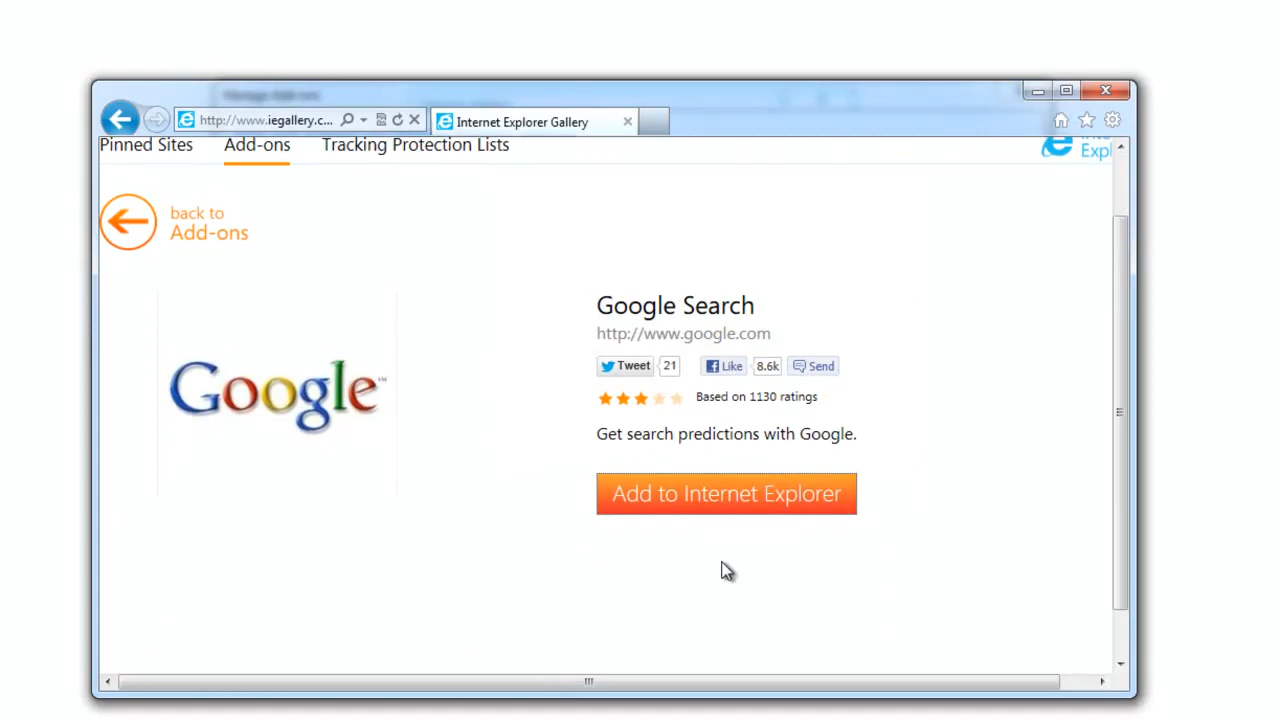 http://www.iegallery.c...
Internet Explorer Gallery
Pinned Sites
Add-ons
Tracking Protection Lists
Expl
back to
Add-ons
Google™
Google Search
http://www.google.com
Tweet 21 Like 8.6k Send
Based on 1130 ratings
Get search predictions with Google.
Add to Internet Explorer